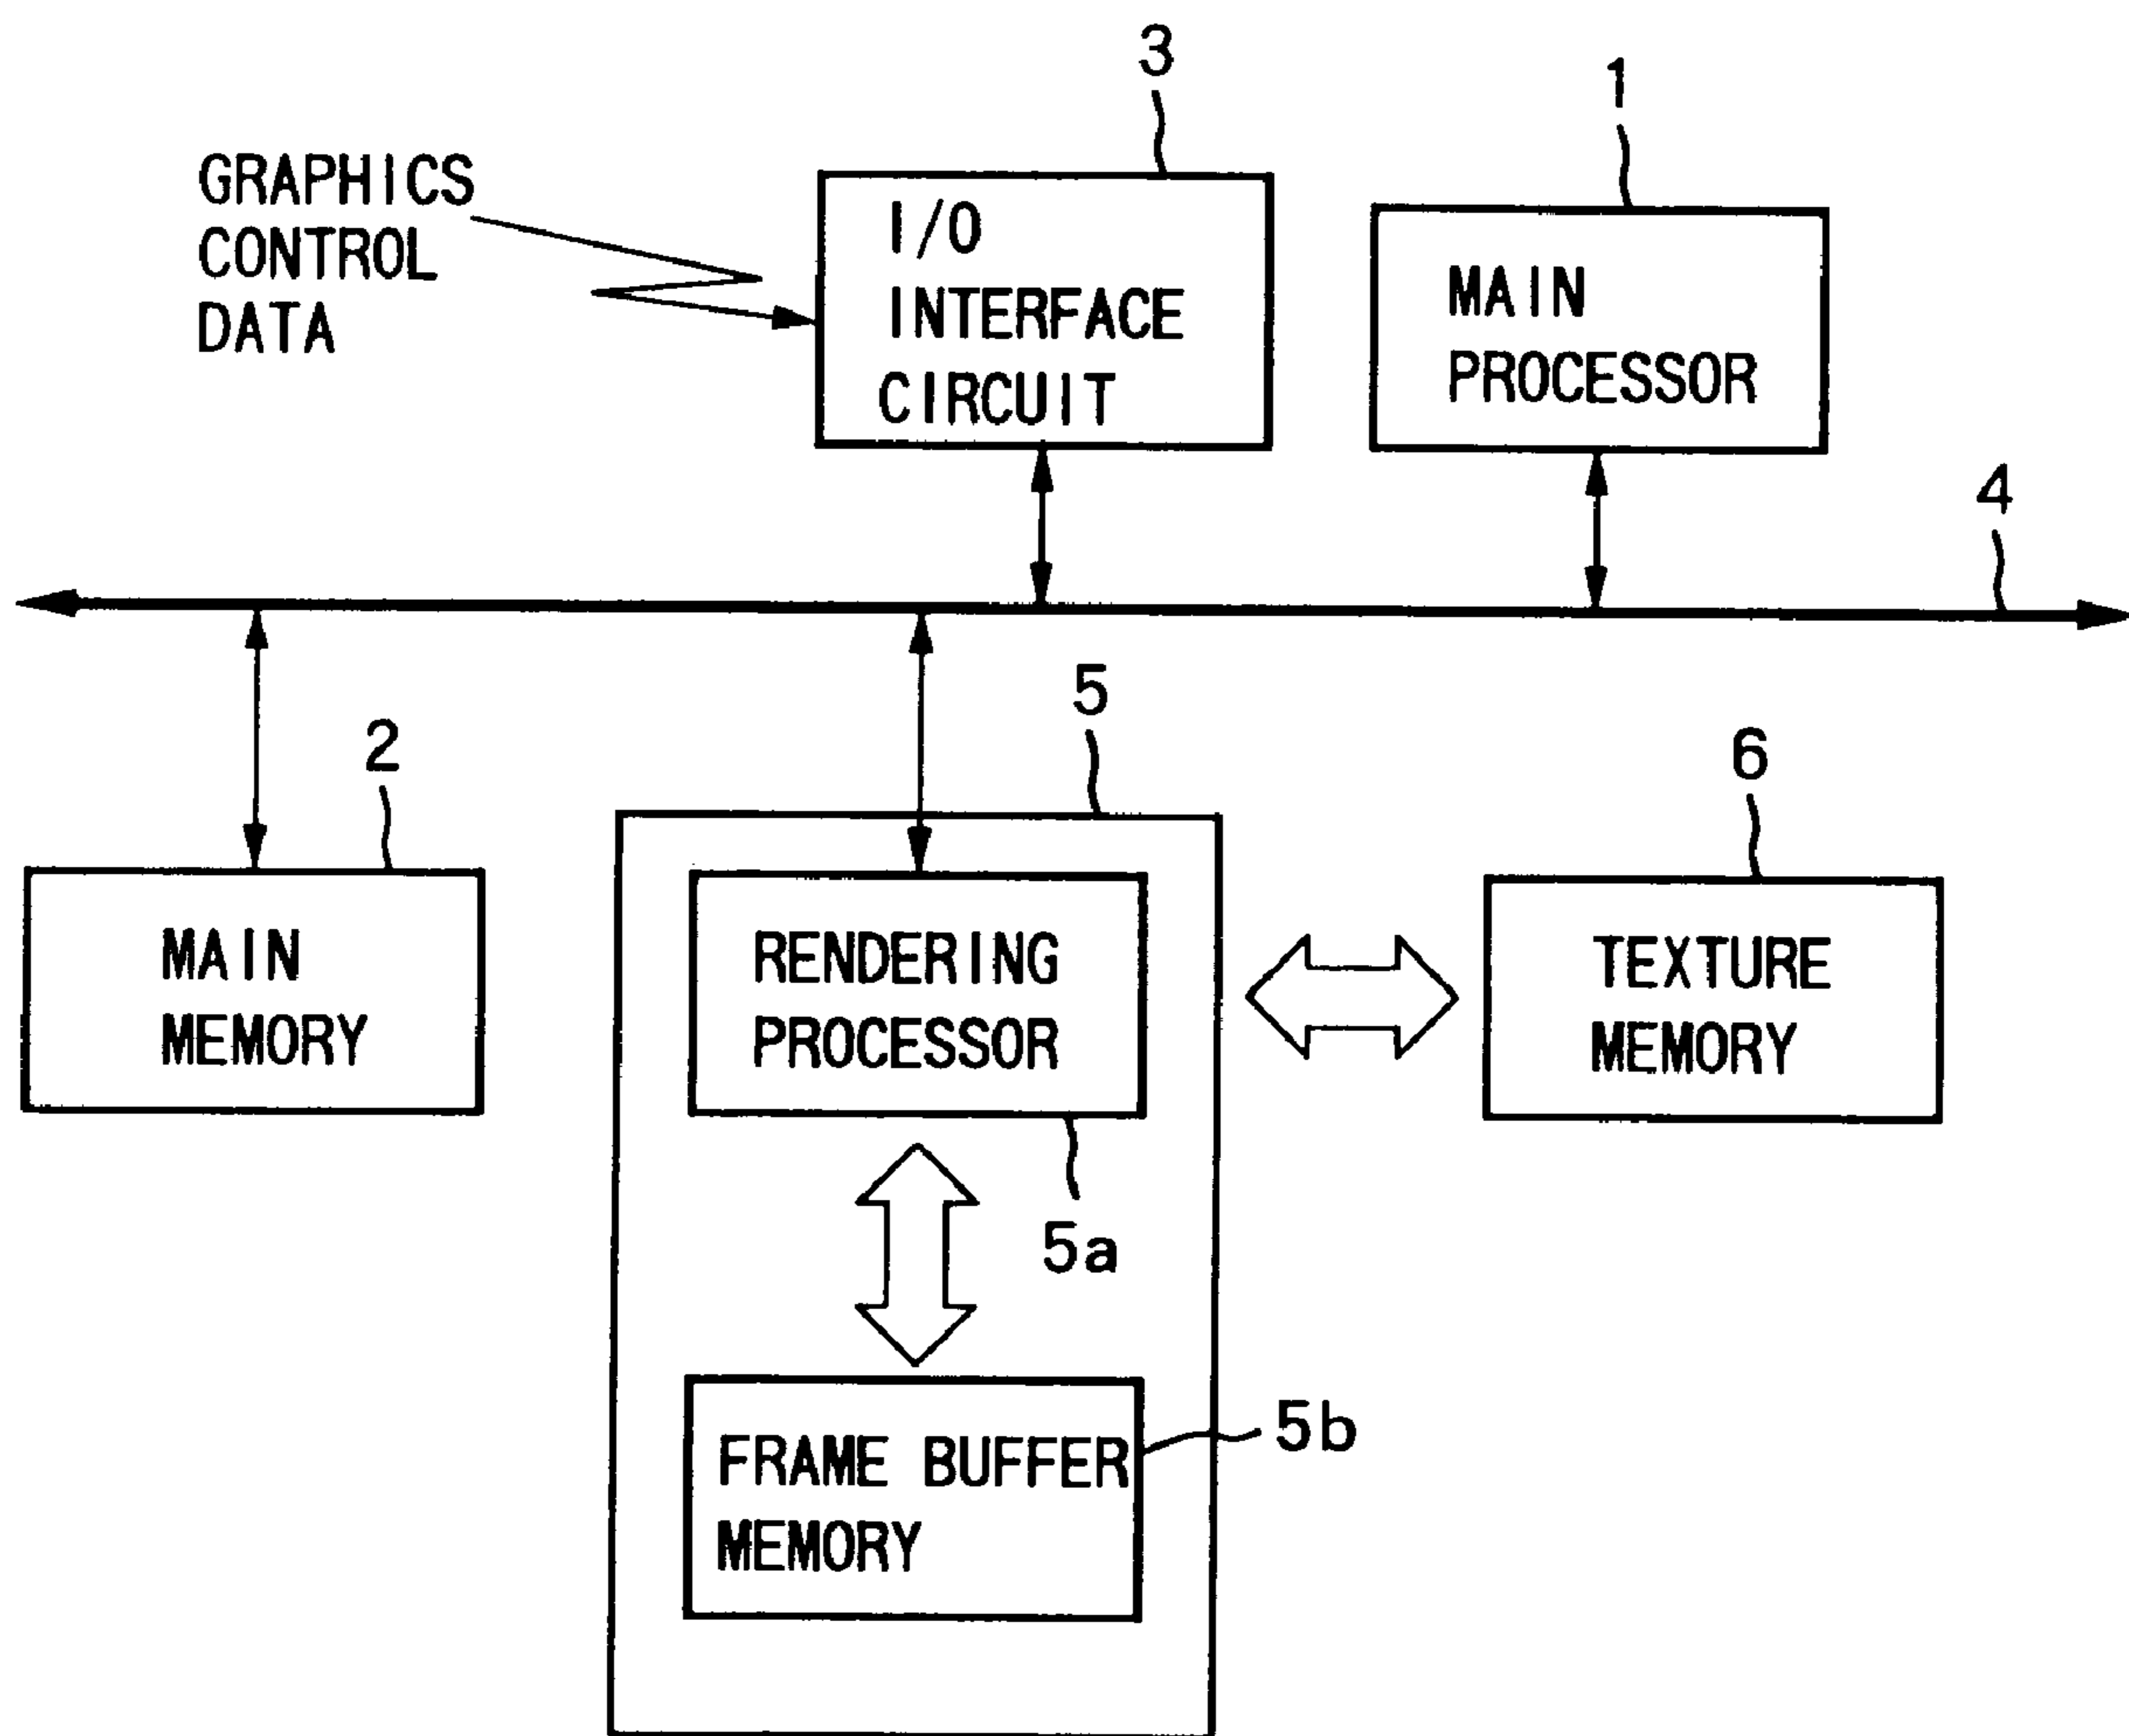 3
1
GRAPHICS
CONTROL
DATA
I/O
INTERFACE
CIRCUIT
MAIN
PROCESSOR
4
5
2
6
MAIN
MEMORY
RENDERING
PROCESSOR
TEXTURE
MEMORY
5a
5b
FRAME BUFFER
MEMORY